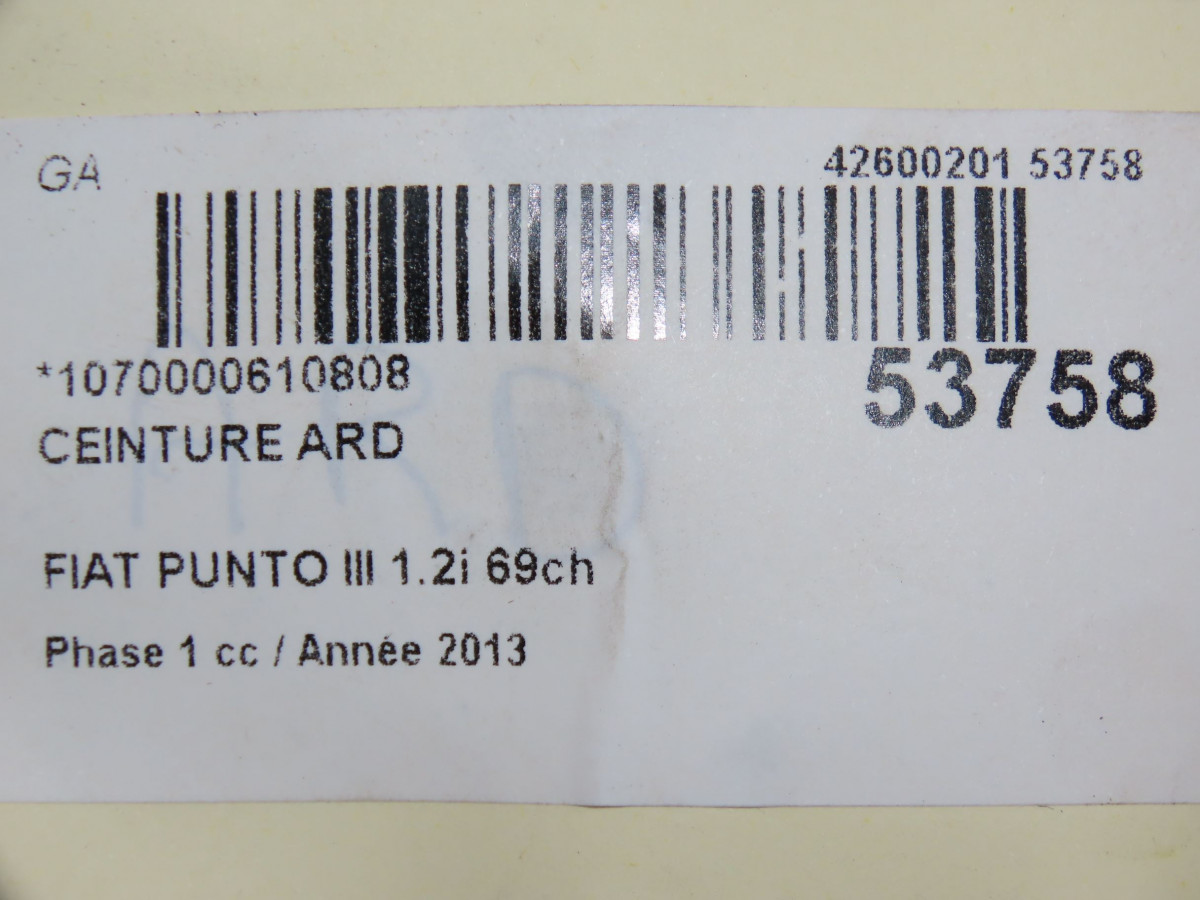 GA
42600201 53758
*1070000610808
53758
CEINTURE ARD
ARD
FIAT PUNTO III 1.2i 69ch
Phase 1 cc / Année 2013